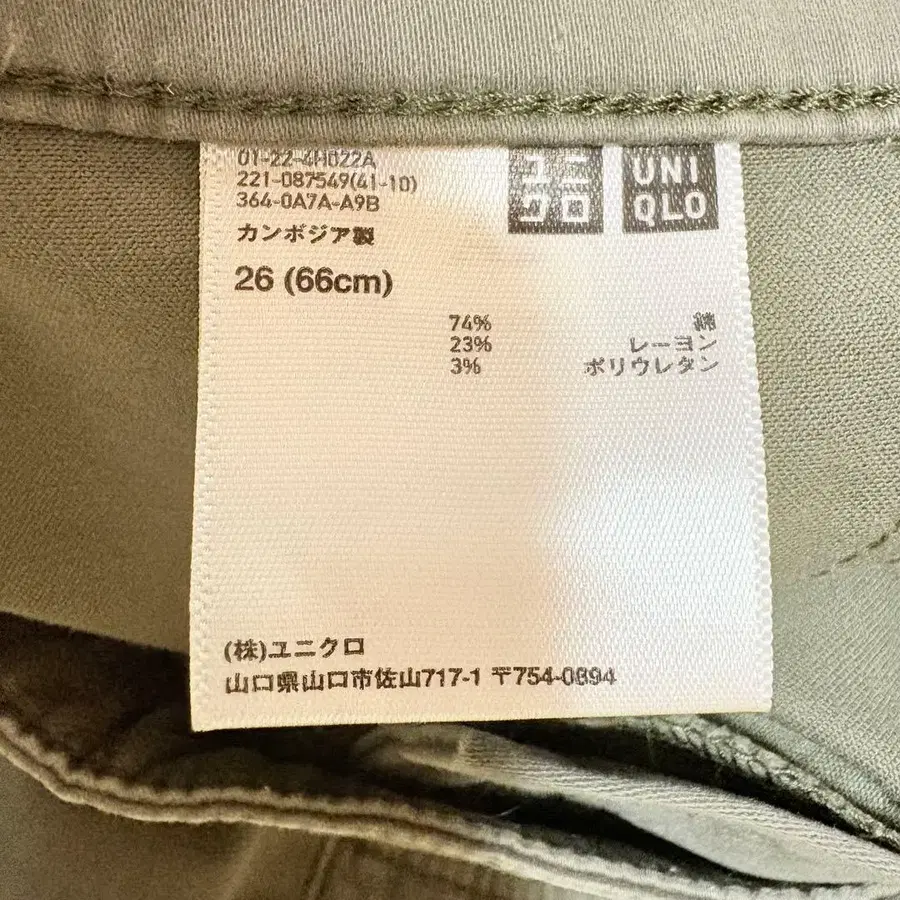 01-22-4H022A
221-087549(41-10)
364-0A7A-A9B
ユニクロ
UNIQLO
カンボジア製
26 (66cm)
74% 綿
23% レーヨン
3% ポリウレタン
(株)ユニクロ
山口県山口市佐山717-1 〒754-0894